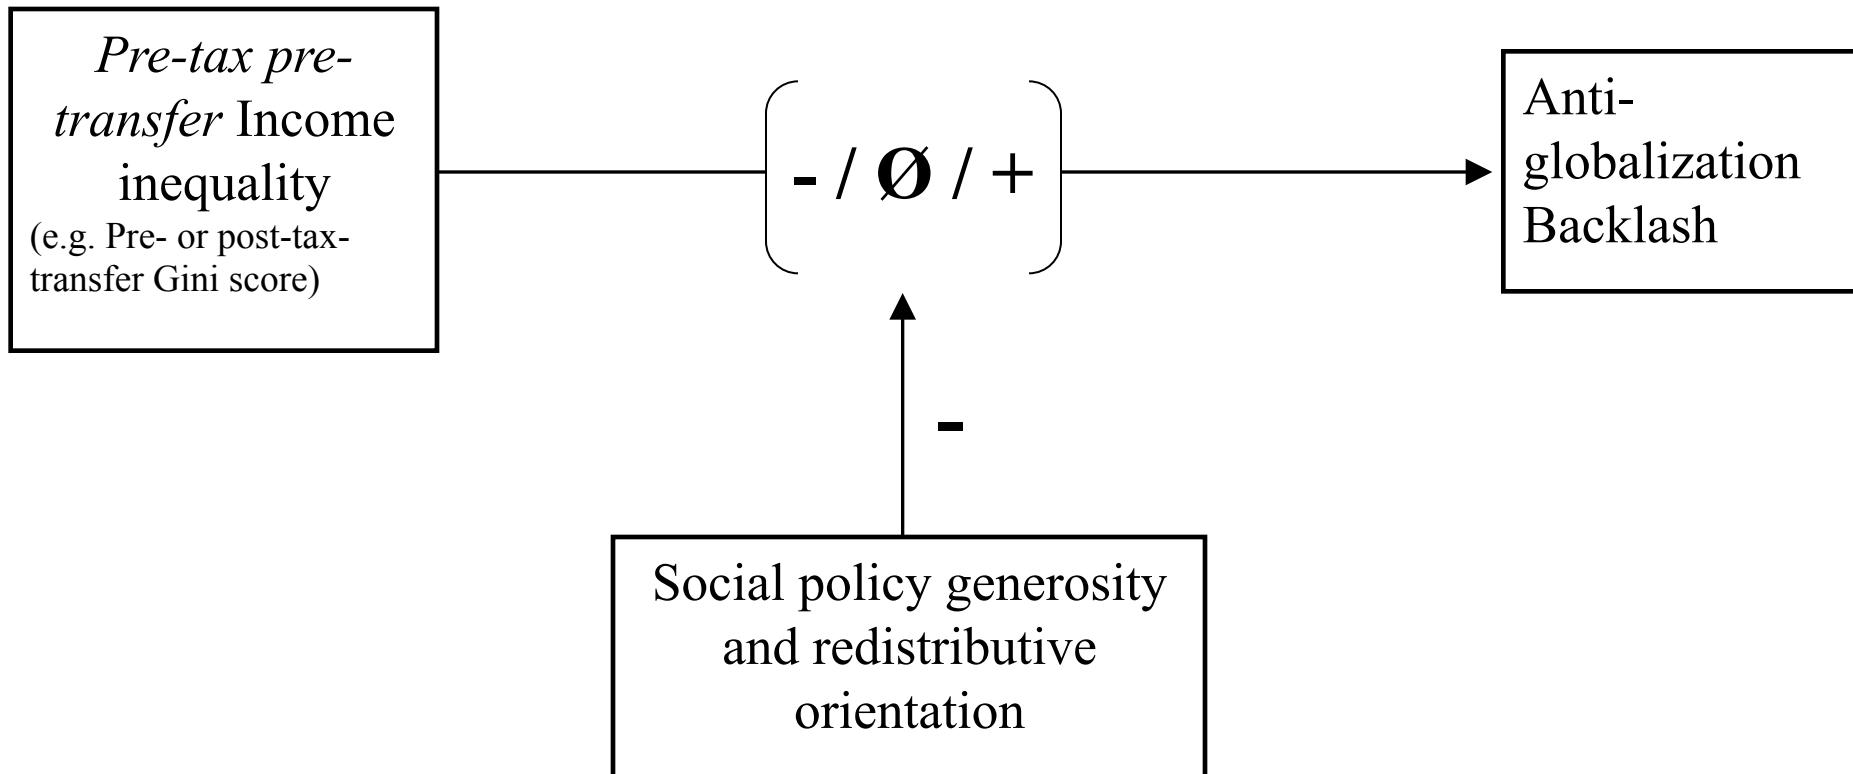 Pre-tax pre-
transfer Income
inequality
(e.g. Pre- or post-tax-
transfer Gini score)
- / Ø / +
Anti-
globalization
Backlash
-
Social policy generosity
and redistributive
orientation